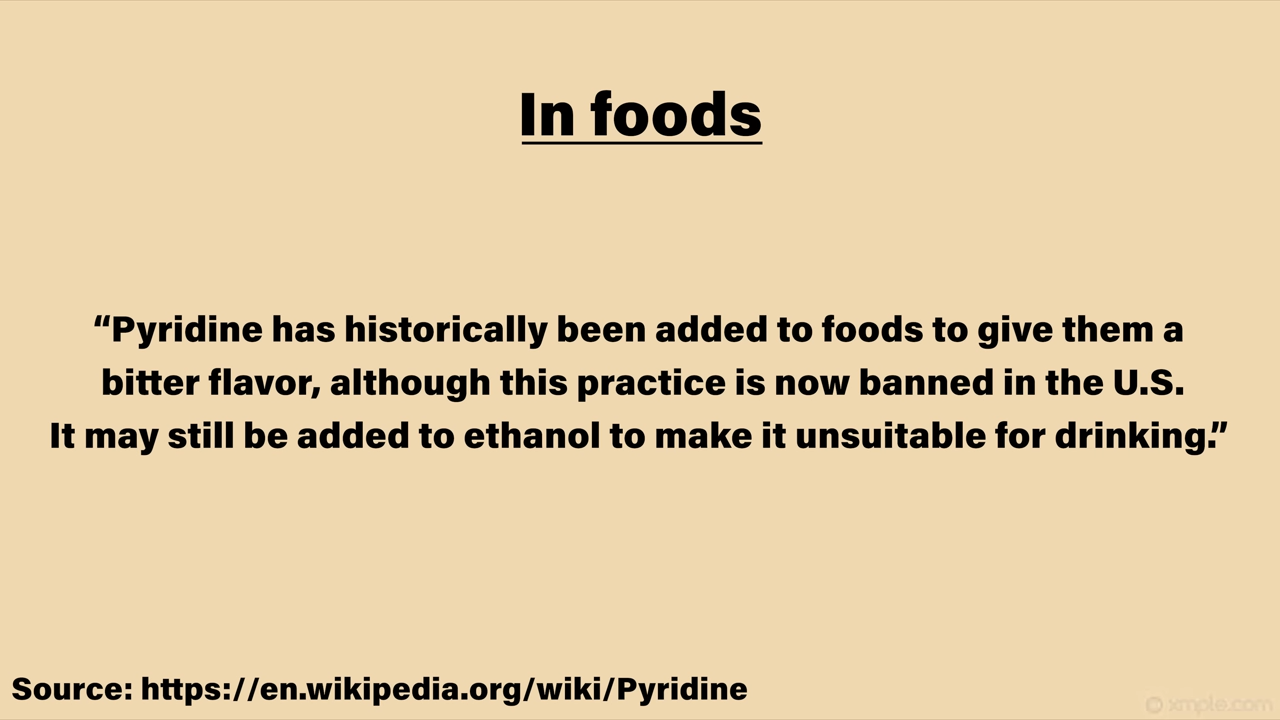 In foods
“Pyridine has historically been added to foods to give them a
bitter flavor, although this practice is now banned in the U.S.
It may still be added to ethanol to make it unsuitable for drinking.”
Source: https://en.wikipedia.org/wiki/Pyridine
xmple.com